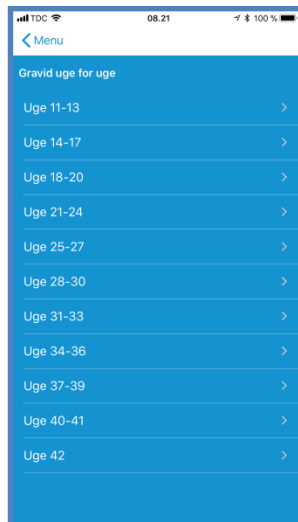 TDC 08.21 100 %
Menu
Gravid uge for uge
Uge 11-13
Uge 14-17
Uge 18-20
Uge 21-24
Uge 25-27
Uge 28-30
Uge 31-33
Uge 34-36
Uge 37-39
Uge 40-41
Uge 42